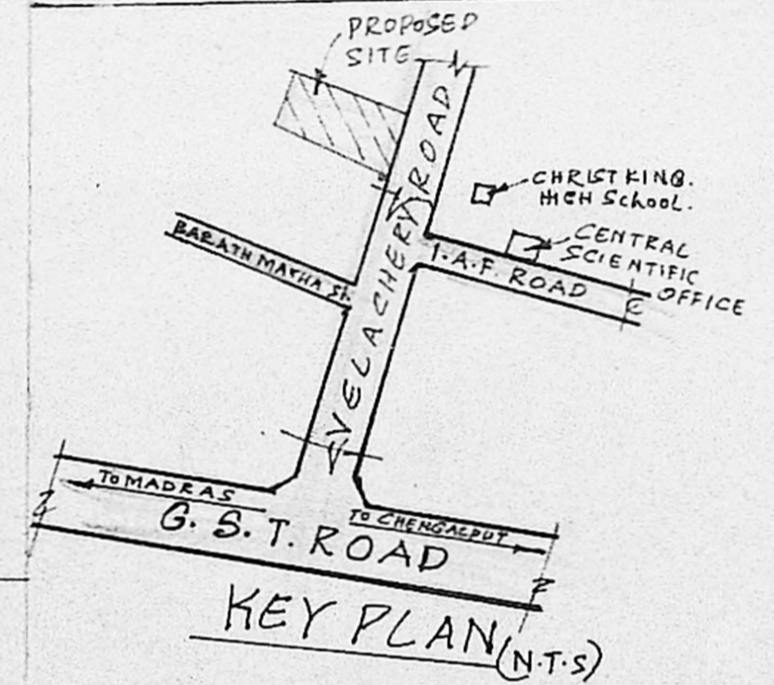 PROPOSED
SITE
VELACHERY ROAD
CHRIST KING.
HIGH School.
CENTRAL
SCIENTIFIC
OFFICE
I.A.F. ROAD
BARATH MATHA St.
TO MADRAS
TO CHENGALPUT
G.S.T. ROAD
KEY PLAN (N.T.S)